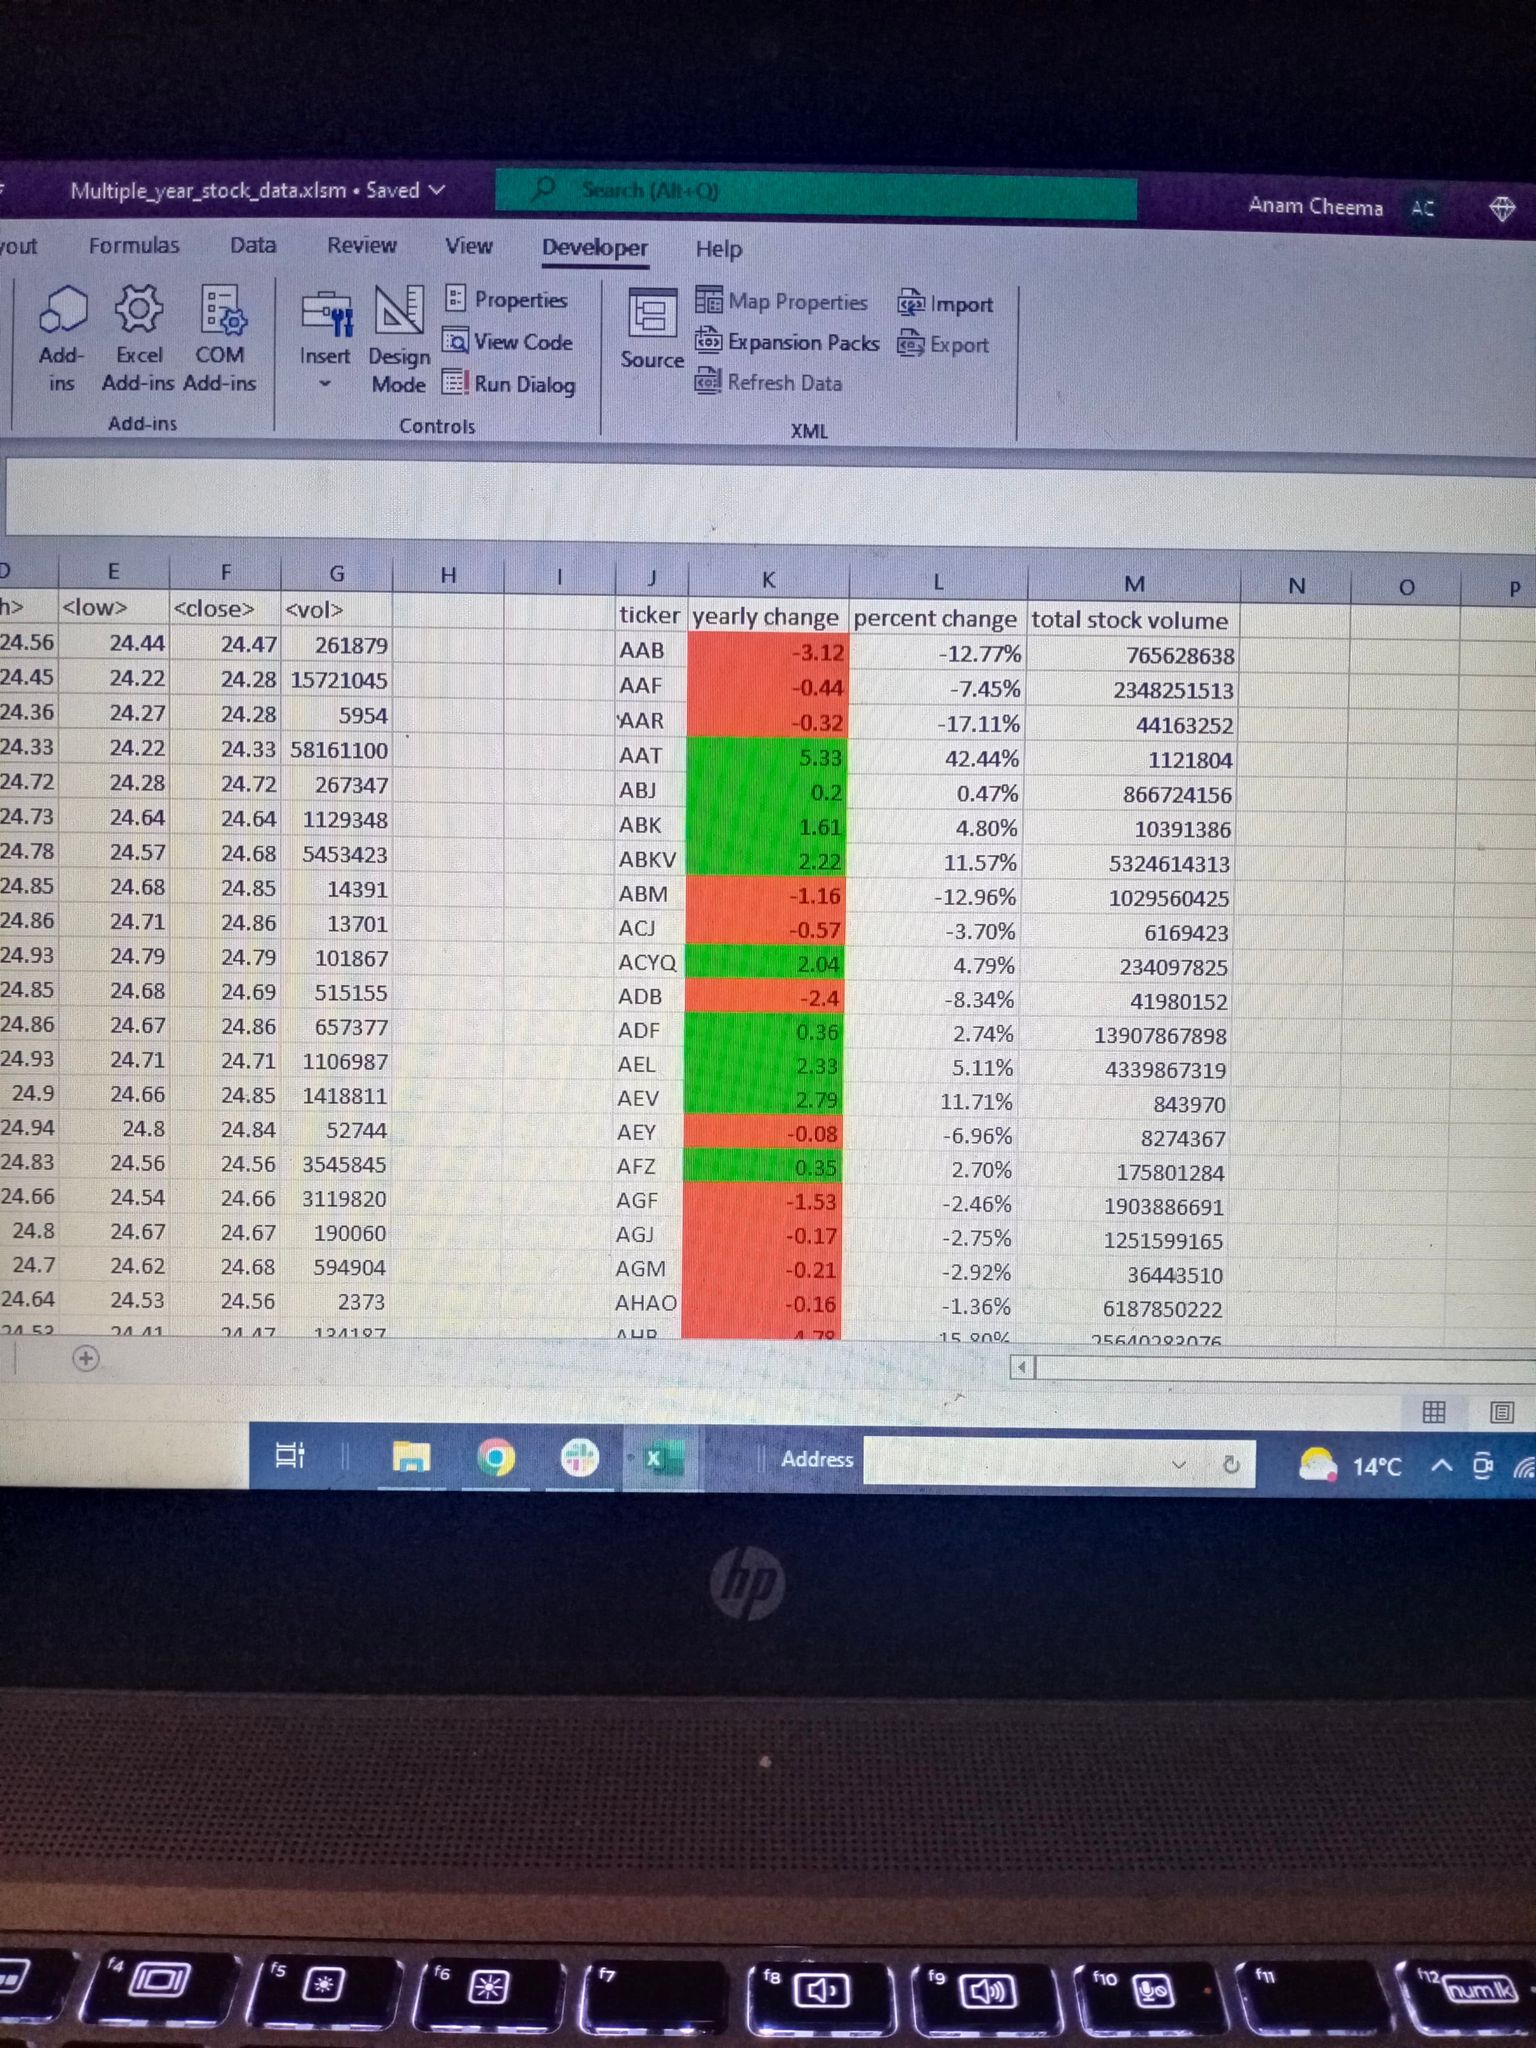 Multiple_year_stock_data.xlsm • Saved
Search (Alt+Q)
Anam Cheema AC
Formulas Data Review View Developer Help
Add-ins
Excel Add-ins
COM Add-ins
Add-ins
Insert
Design Mode
Properties
View Code
Run Dialog
Controls
Source
Map Properties
Expansion Packs
Refresh Data
Import
Export
XML
E F G H I J K L M N O P
<low> <close> <vol> ticker yearly change percent change total stock volume
24.56 24.44 24.47 261879 AAB -3.12 -12.77% 765628638
24.45 24.22 24.28 15721045 AAF -0.44 -7.45% 2348251513
24.36 24.27 24.28 5954 AAR -0.32 -17.11% 44163252
24.33 24.22 24.33 58161100 AAT 5.33 42.44% 1121804
24.72 24.28 24.72 267347 ABJ 0.2 0.47% 866724156
24.73 24.64 24.64 1129348 ABK 1.61 4.80% 10391386
24.78 24.57 24.68 5453423 ABKV 2.22 11.57% 5324614313
24.85 24.68 24.85 14391 ABM -1.16 -12.96% 1029560425
24.86 24.71 24.86 13701 ACJ -0.57 -3.70% 6169423
24.93 24.79 24.79 101867 ACYQ 2.04 4.79% 234097825
24.85 24.68 24.69 515155 ADB -2.4 -8.34% 41980152
24.86 24.67 24.86 657377 ADF 0.36 2.74% 13907867898
24.93 24.71 24.71 1106987 AEL 2.33 5.11% 4339867319
24.9 24.66 24.85 1418811 AEV 2.79 11.71% 843970
24.94 24.8 24.84 52744 AEY -0.08 -6.96% 8274367
24.83 24.56 24.56 3545845 AFZ 0.35 2.70% 175801284
24.66 24.54 24.66 3119820 AGF -1.53 -2.46% 1903886691
24.8 24.67 24.67 190060 AGJ -0.17 -2.75% 1251599165
24.7 24.62 24.68 594904 AGM -0.21 -2.92% 36443510
24.64 24.53 24.56 2373 AHAO -0.16 -1.36% 6187850222
Address 14°C
hp
f4 f5 f6 f7 f8 f9 f10 f11 f12 num lk